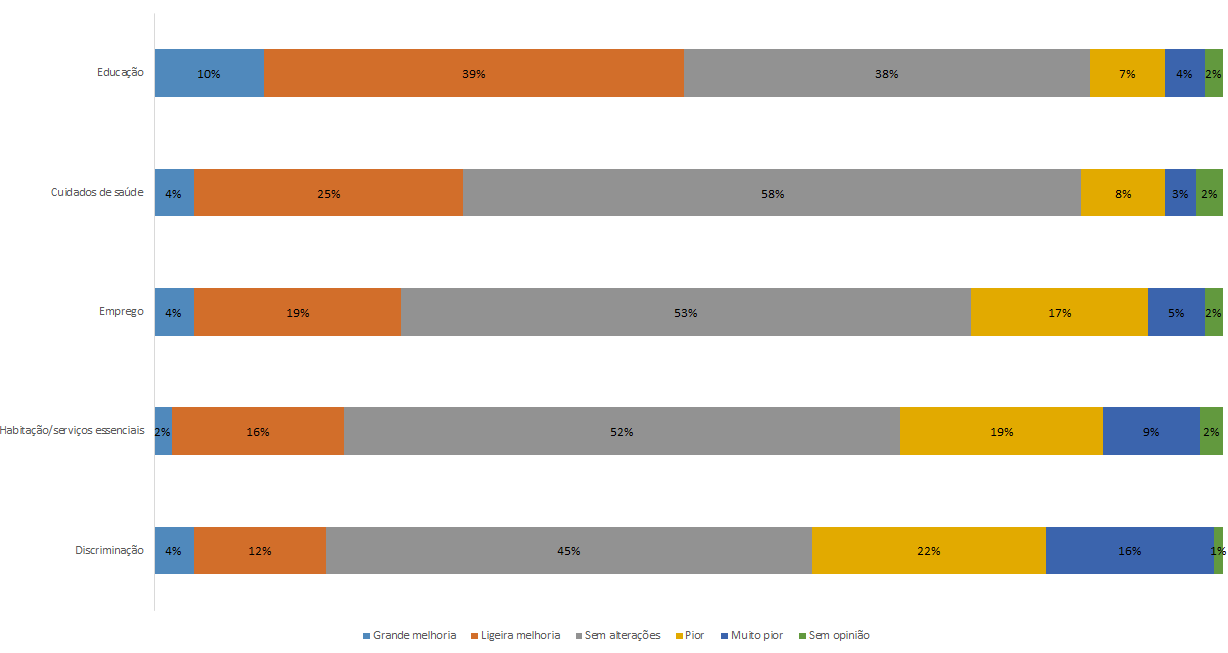 Educação 10% 39% 38% 7% 4% 2%
Cuidados de saúde 4% 25% 58% 8% 3% 2%
Emprego 4% 19% 53% 17% 5% 2%
Habitação/serviços essenciais 2% 16% 52% 19% 9% 2%
Discriminação 4% 12% 45% 22% 16% 1%
Grande melhoria Ligeira melhoria Sem alterações Pior Muito pior Sem opinião